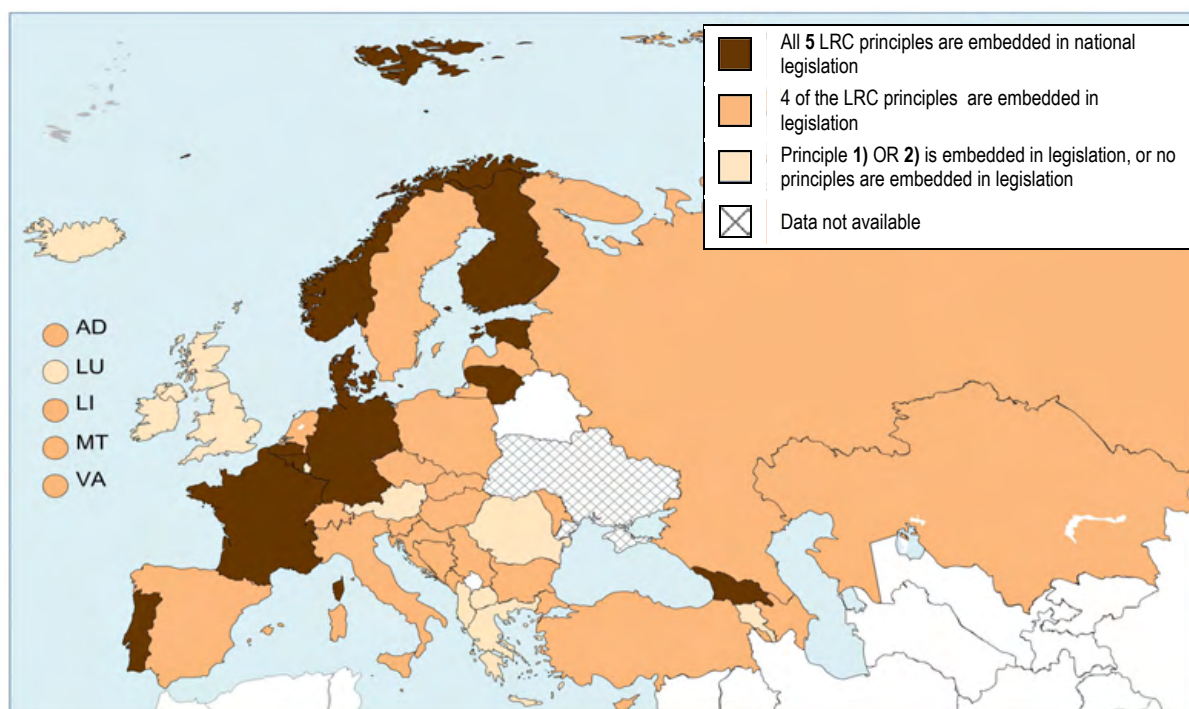 All 5 LRC principles are embedded in national
legislation
4 of the LRC principles are embedded in
legislation
Principle 1) OR 2) is embedded in legislation, or no
principles are embedded in legislation
Data not available
AD
LU
LI
MT
VA